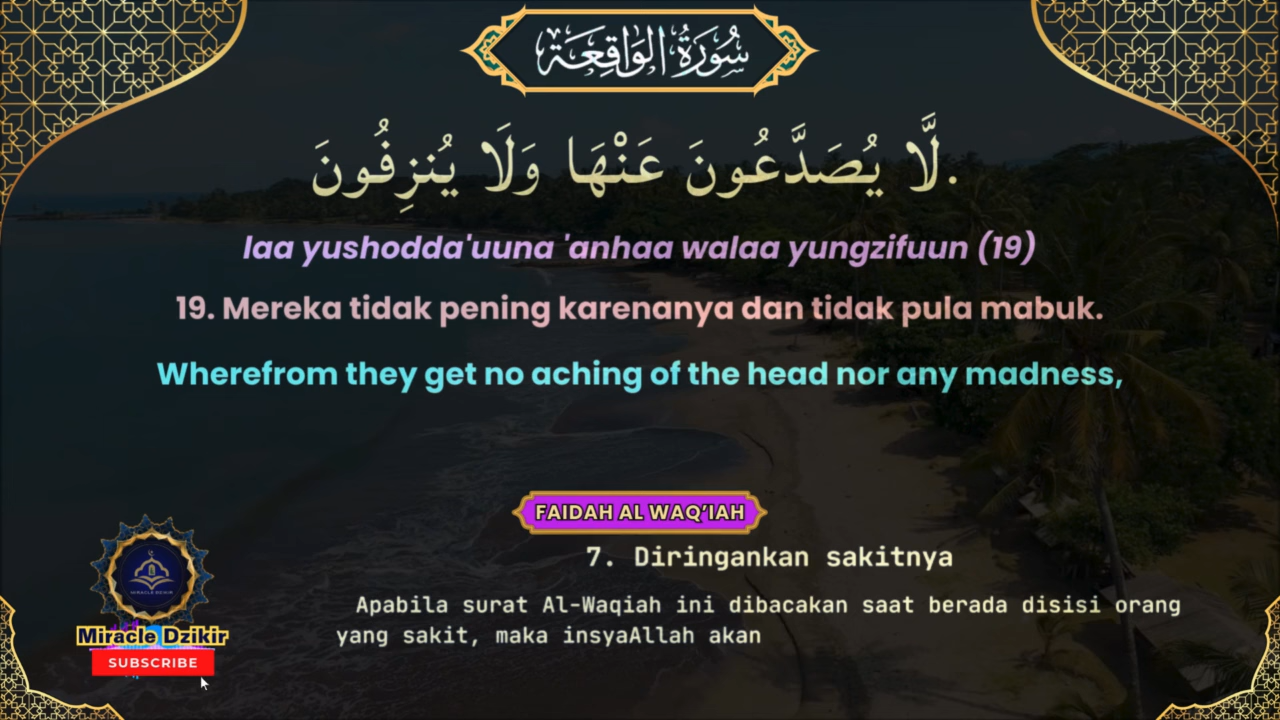 سُورَةُ الوَاقِعَة
لَّا يُصَدَّعُونَ عَنْهَا وَلَا يُنزِفُونَ.
laa yushodda'uuna 'anhaa walaa yungzifuun (19)
19. Mereka tidak pening karenanya dan tidak pula mabuk.
Wherefrom they get no aching of the head nor any madness,
FAIDAH AL WAQ’IAH
7. Diringankan sakitnya
Apabila surat Al-Waqiah ini dibacakan saat berada disisi orang
yang sakit, maka insyaAllah akan
MIRACLE DZIKIR
Miracle Dzikir
SUBSCRIBE